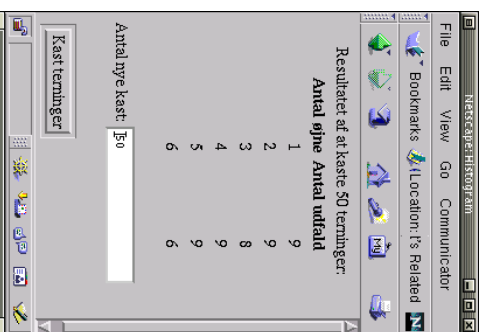 Netscape: Histogram
File Edit View Go Communicator
Bookmarks Location: t's Related
N
My
Resultatet af at kaste 50 terninger:
Antal øjne Antal udfald
1 9
2 9
3 8
4 9
5 9
6 6
Antal nye kast: 50
Kast terninger